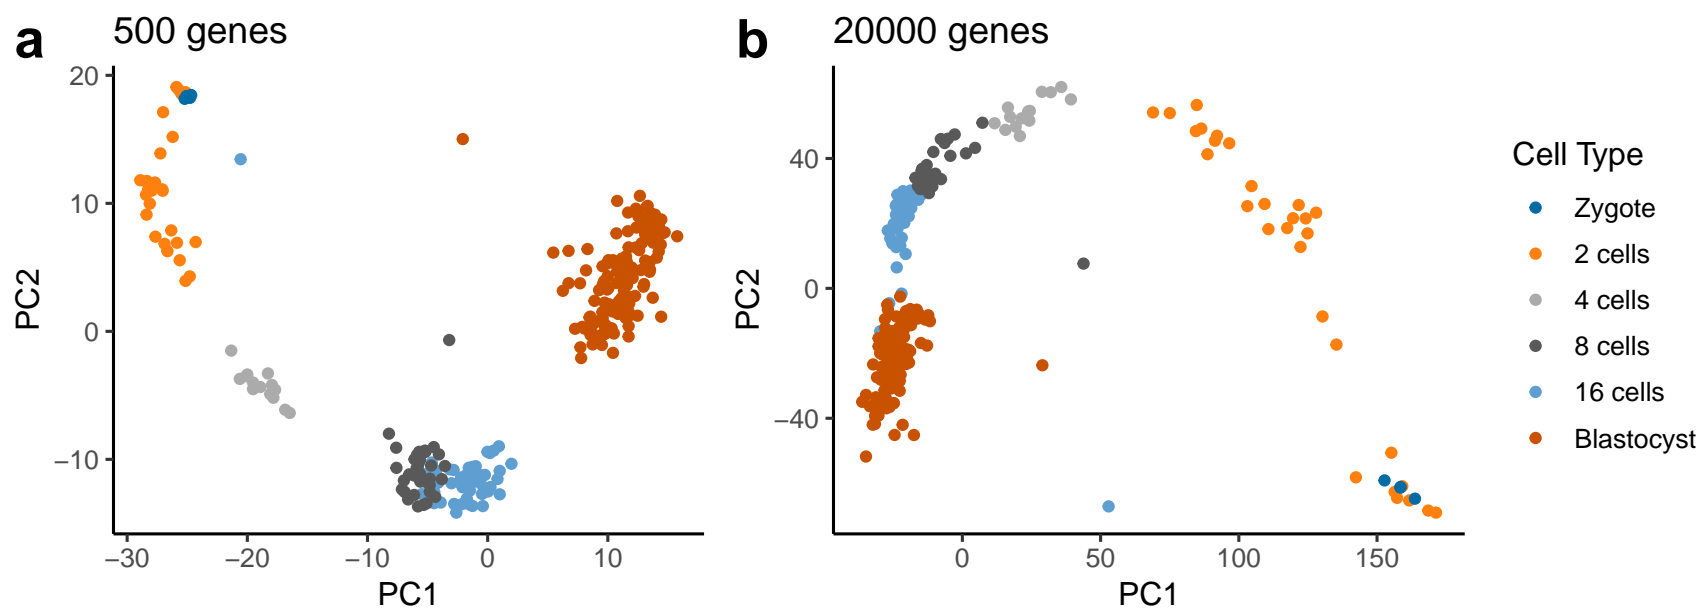 a
500 genes
20
10
0
−10
−30
−20
−10
0
10
PC1
PC2
b
20000 genes
40
0
−40
0
50
100
150
PC1
PC2
Cell Type
Zygote
2 cells
4 cells
8 cells
16 cells
Blastocyst